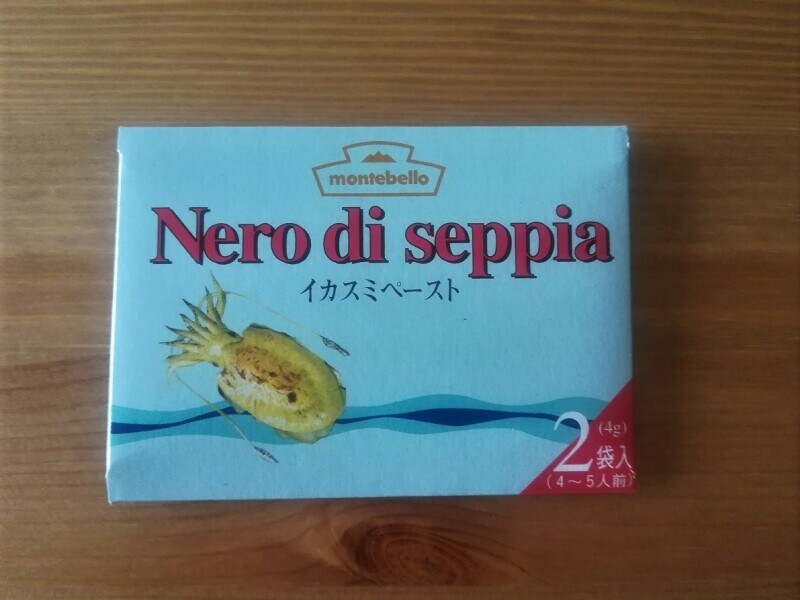 montebello
Nero di seppia
イカスミペースト
(4g)
2袋入
(4〜5人前)